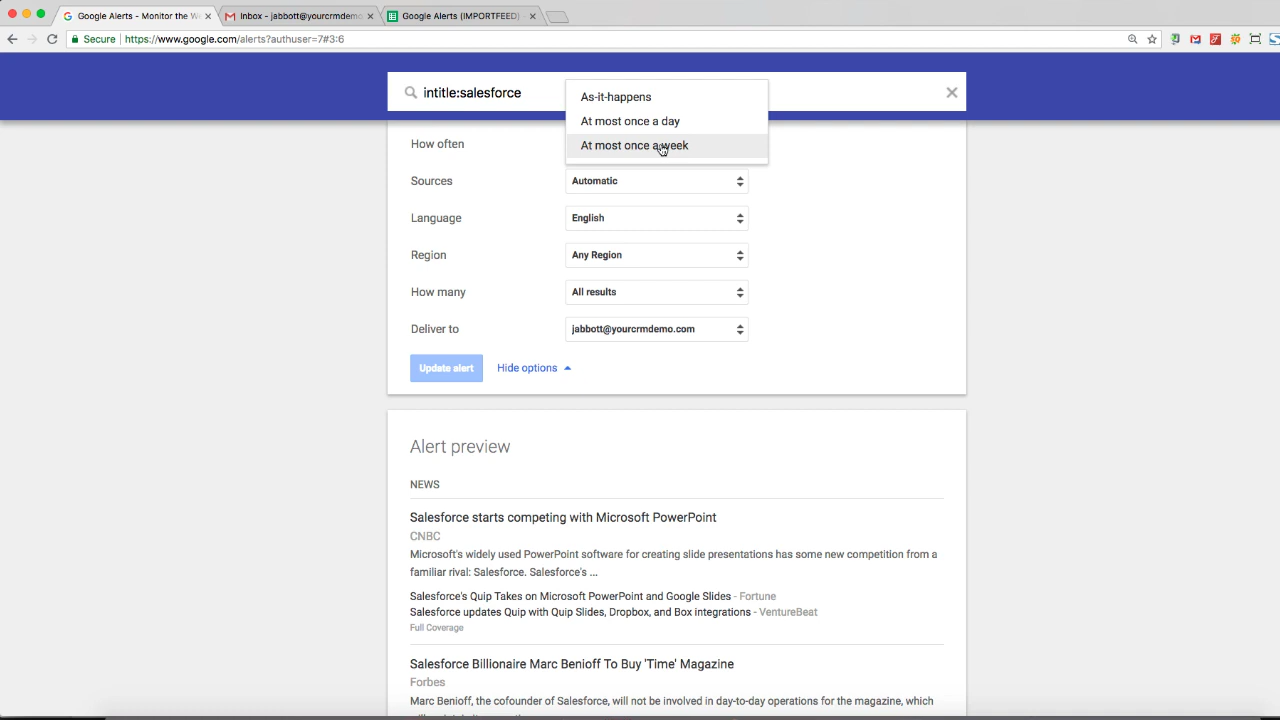 Google Alerts - Monitor the We
Inbox - jabbott@yourcrmdemo
Google Alerts (IMPORTFEED)
Secure
https://www.google.com/alerts?authuser=7#3:6
intitle:salesforce
As-it-happens
At most once a day
How often
At most once a week
Sources
Automatic
Language
English
Region
Any Region
How many
All results
Deliver to
jabbott@yourcrmdemo.com
Update alert
Hide options
Alert preview
NEWS
Salesforce starts competing with Microsoft PowerPoint
CNBC
Microsoft's widely used PowerPoint software for creating slide presentations has some new competition from a
familiar rival: Salesforce. Salesforce's ...
Salesforce's Quip Takes on Microsoft PowerPoint and Google Slides - Fortune
Salesforce updates Quip with Quip Slides, Dropbox, and Box integrations - VentureBeat
Full Coverage
Salesforce Billionaire Marc Benioff To Buy 'Time' Magazine
Forbes
Marc Benioff, the cofounder of Salesforce, will not be involved in day-to-day operations for the magazine, which